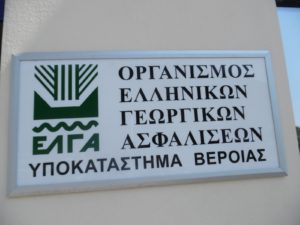 ΟΡΓΑΝΙΣΜΟΣ
ΕΛΛΗΝΙΚΩΝ
ΓΕΩΡΓΙΚΩΝ
ΑΣΦΑΛΙΣΕΩΝ
ΕΛΓΑ
ΥΠΟΚΑΤΑΣΤΗΜΑ ΒΕΡΟΙΑΣ